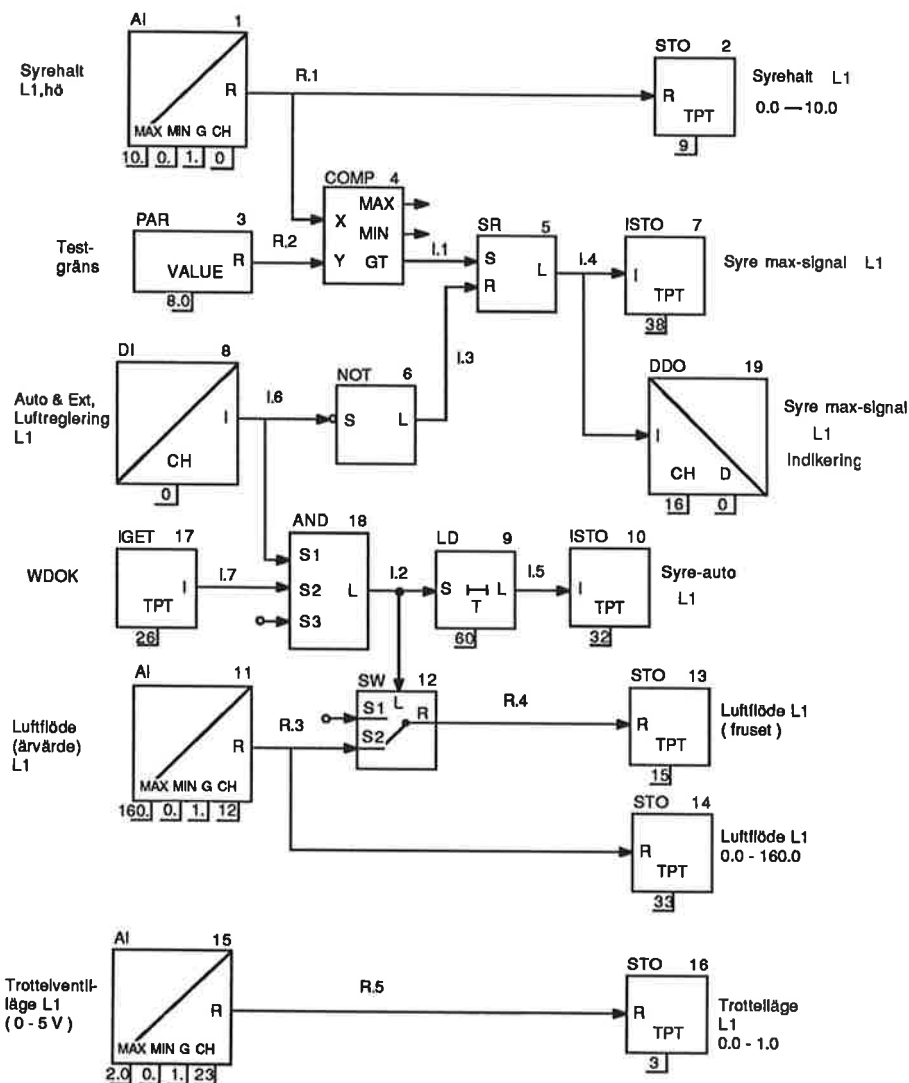 AI 1
Syrehalt
L1,hö
R
MAX MIN G CH
10. 0. 1. 0
R.1
STO 2
R
TPT
9
Syrehalt L1
0.0 — 10.0
COMP 4
X
Y
MAX
MIN
GT
PAR 3
Test-
gräns
R
VALUE
8.0
R.2
I.1
SR 5
S
R
L
I.4
ISTO 7
I
TPT
38
Syre max-signal L1
I.3
DI 8
Auto & Ext,
Luftreglering
L1
I
CH
0
I.6
NOT 6
S L
DDO 19
I
CH D
16 0
Syre max-signal
L1
Indikering
IGET 17
WDOK
I
TPT
26
I.7
AND 18
S1
S2
S3
L
I.2
LD 9
S L
T
60
I.5
ISTO 10
I
TPT
32
Syre-auto
L1
AI 11
Luftflöde
(ärvärde)
L1
R
MAX MIN G CH
160. 0. 1. 12
R.3
SW 12
L
S1
S2
R
R.4
STO 13
R
TPT
15
Luftflöde L1
( fruset )
STO 14
R
TPT
33
Luftflöde L1
0.0 - 160.0
AI 15
Trottelventil-
läge L1
( 0 - 5 V )
R
MAX MIN G CH
2.0 0. 1. 23
R.5
STO 16
R
TPT
3
Trotteläge
L1
0.0 - 1.0